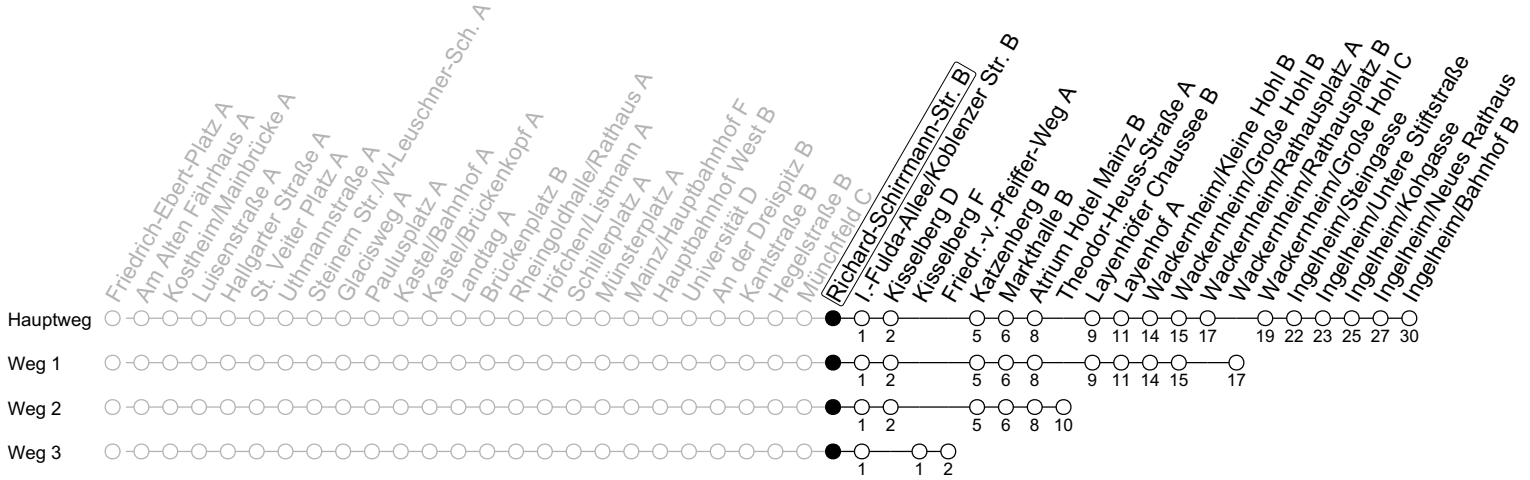 Friedrich-Ebert-Platz A
Am Alten Fährhaus A
Kostheim/Mainbrücke A
Luisenstraße A
Hallgarter Straße A
St. Veiter Platz A
Uthmannstraße A
Steinern Str./W-Leuschner-Sch. A
Glacisweg A
Paulusplatz A
Kastel/Bahnhof A
Kastel/Brückenkopf A
Landtag A
Brückenplatz B
Rheingoldhalle/Rathaus A
Höfchen/Listmann A
Schillerplatz A
Münsterplatz A
Mainz/Hauptbahnhof F
Hauptbahnhof West B
Universität D
An der Dreispitz B
Kantstraße B
Hegelstraße B
Münchfeld C
Richard-Schirrmann-Str. B
I.-Fulda-Allee/Koblenzer Str. B
Kisselberg D
Kisselberg F
Friedr.-v.-Pfeiffer-Weg A
Katzenberg B
Markthalle B
Atrium Hotel Mainz B
Theodor-Heuss-Straße A
Layenhöfer Chaussee B
Layenhof A
Wackernheim/Kleine Hohl B
Wackernheim/Große Hohl B
Wackernheim/Rathausplatz A
Wackernheim/Rathausplatz B
Wackernheim/Große Hohl C
Ingelheim/Steingasse
Ingelheim/Untere Stiftstraße
Ingelheim/Kohgasse
Ingelheim/Neues Rathaus
Ingelheim/Bahnhof B
Hauptweg
1 2 5 6 8 9 11 14 15 17 19 22 23 25 27 30
Weg 1
1 2 5 6 8 9 11 14 15 17
Weg 2
1 2 5 6 8 10
Weg 3
1 1 2